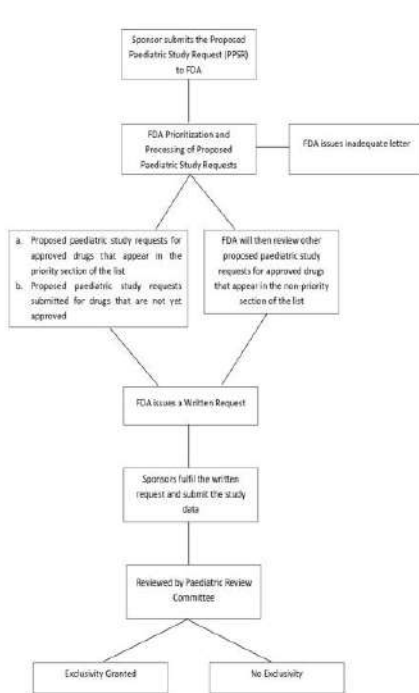 Sponsor submits the Proposed
Paediatric Study Request (PPSR)
to FDA
FDA Prioritization and
Processing of Proposed
Paediatric Study Requests
FDA issues inadequate letter
a. Proposed paediatric study requests for
approved drugs that appear in the
priority section of the list
b. Proposed paediatric study requests
submitted for drugs that are not yet
approved
FDA will then review other
proposed paediatric study
requests for approved drugs
that appear in the non-priority
section of the list
FDA issues a Written Request
Sponsors fulfil the written
request and submit the study
data
Reviewed by Paediatric Review
Committee
Exclusivity Granted
No Exclusivity